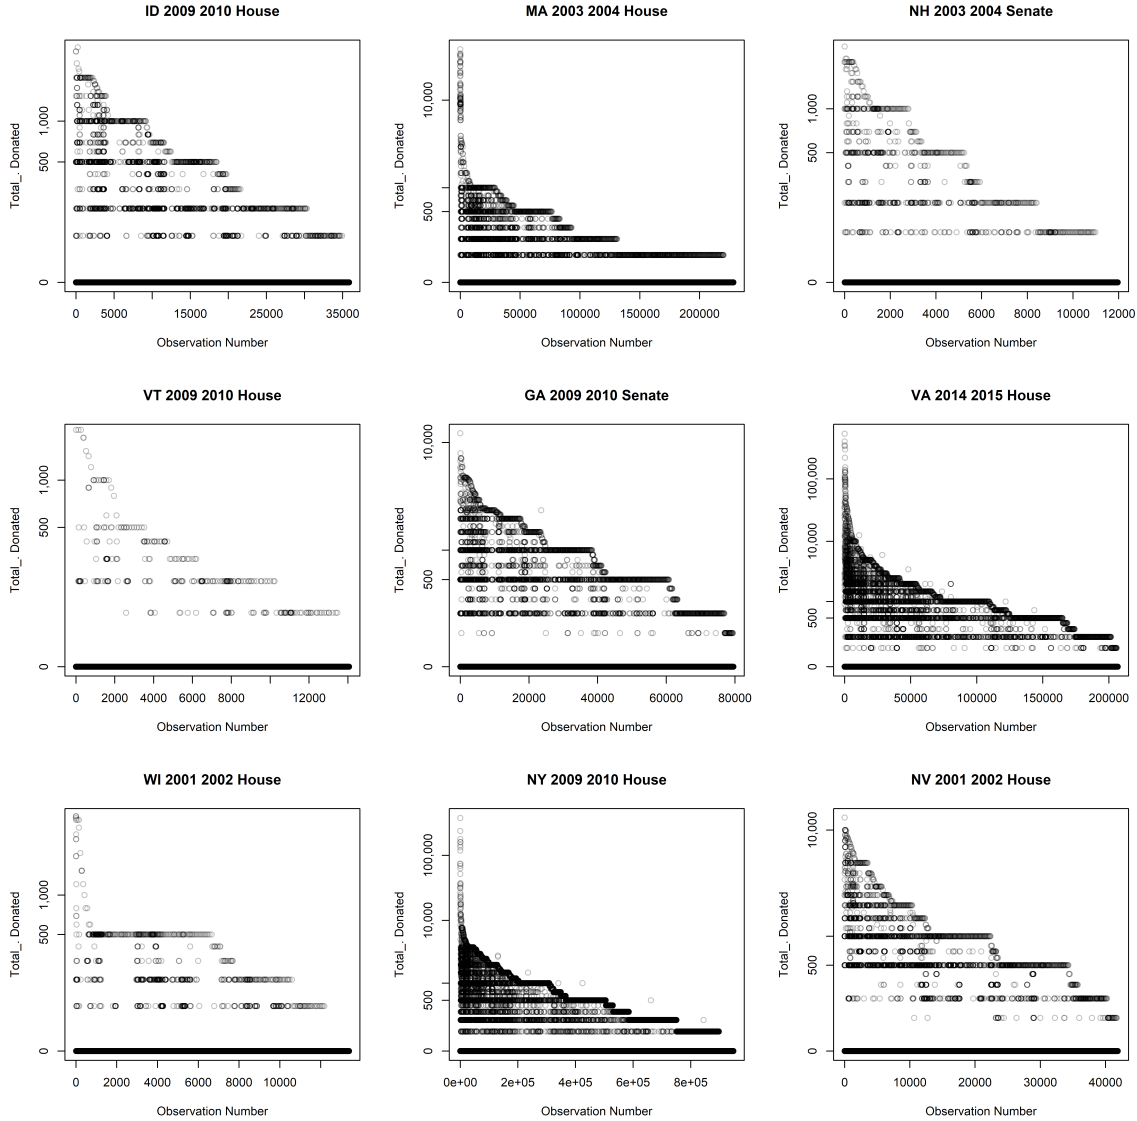 ID 2009 2010 House
Total_. Donated
0
500
1,000
0 5000 15000 25000 35000
Observation Number
MA 2003 2004 House
Total_. Donated
0
500
10,000
0 50000 100000 200000
Observation Number
NH 2003 2004 Senate
Total_. Donated
0
500
1,000
0 2000 4000 6000 8000 10000 12000
Observation Number
VT 2009 2010 House
Total_. Donated
0
500
1,000
0 2000 4000 6000 8000 12000
Observation Number
GA 2009 2010 Senate
Total_. Donated
0
500
10,000
0 20000 40000 60000 80000
Observation Number
VA 2014 2015 House
Total_. Donated
0
500
10,000
100,000
0 50000 100000 150000 200000
Observation Number
WI 2001 2002 House
Total_. Donated
0
500
1,000
0 2000 4000 6000 8000 10000
Observation Number
NY 2009 2010 House
Total_. Donated
0
500
10,000
100,000
0e+00 2e+05 4e+05 6e+05 8e+05
Observation Number
NV 2001 2002 House
Total_. Donated
0
500
10,000
0 10000 20000 30000 40000
Observation Number